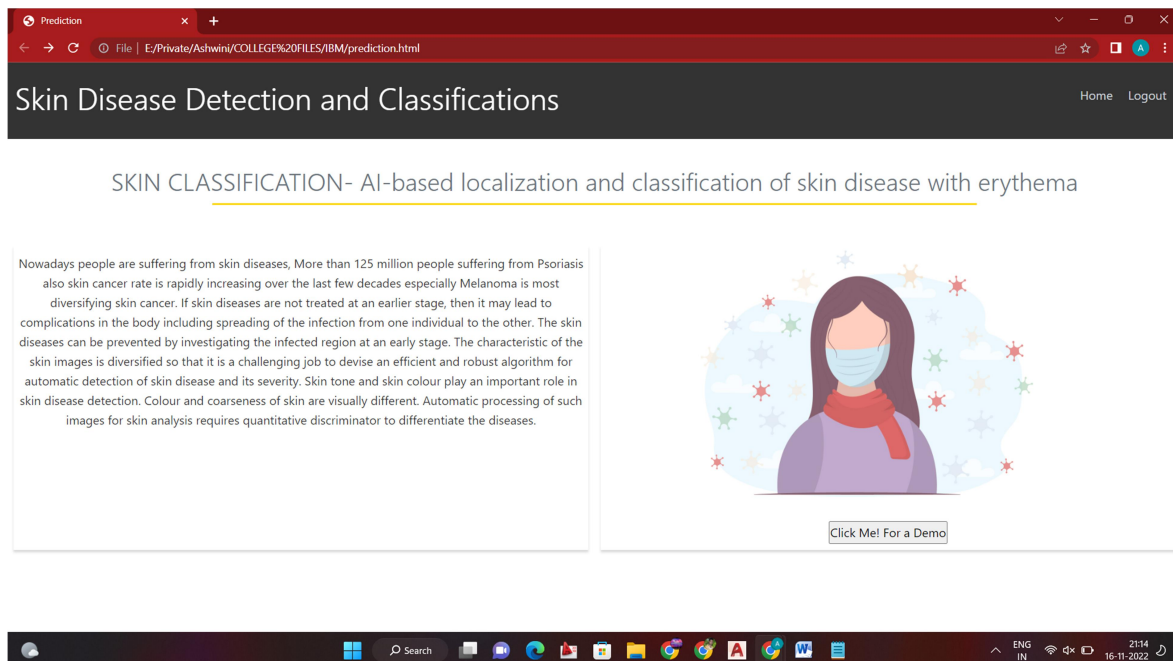 Prediction
File | E:/Private/Ashwini/COLLEGE%20FILES/IBM/prediction.html
A
Skin Disease Detection and Classifications
Home Logout
SKIN CLASSIFICATION- AI-based localization and classification of skin disease with erythema
Nowadays people are suffering from skin diseases, More than 125 million people suffering from Psoriasis
also skin cancer rate is rapidly increasing over the last few decades especially Melanoma is most
diversifying skin cancer. If skin diseases are not treated at an earlier stage, then it may lead to
complications in the body including spreading of the infection from one individual to the other. The skin
diseases can be prevented by investigating the infected region at an early stage. The characteristic of the
skin images is diversified so that it is a challenging job to devise an efficient and robust algorithm for
automatic detection of skin disease and its severity. Skin tone and skin colour play an important role in
skin disease detection. Colour and coarseness of skin are visually different. Automatic processing of such
images for skin analysis requires quantitative discriminator to differentiate the diseases.
Click Me! For a Demo
Search
A
W
ENG
IN
21:14
16-11-2022